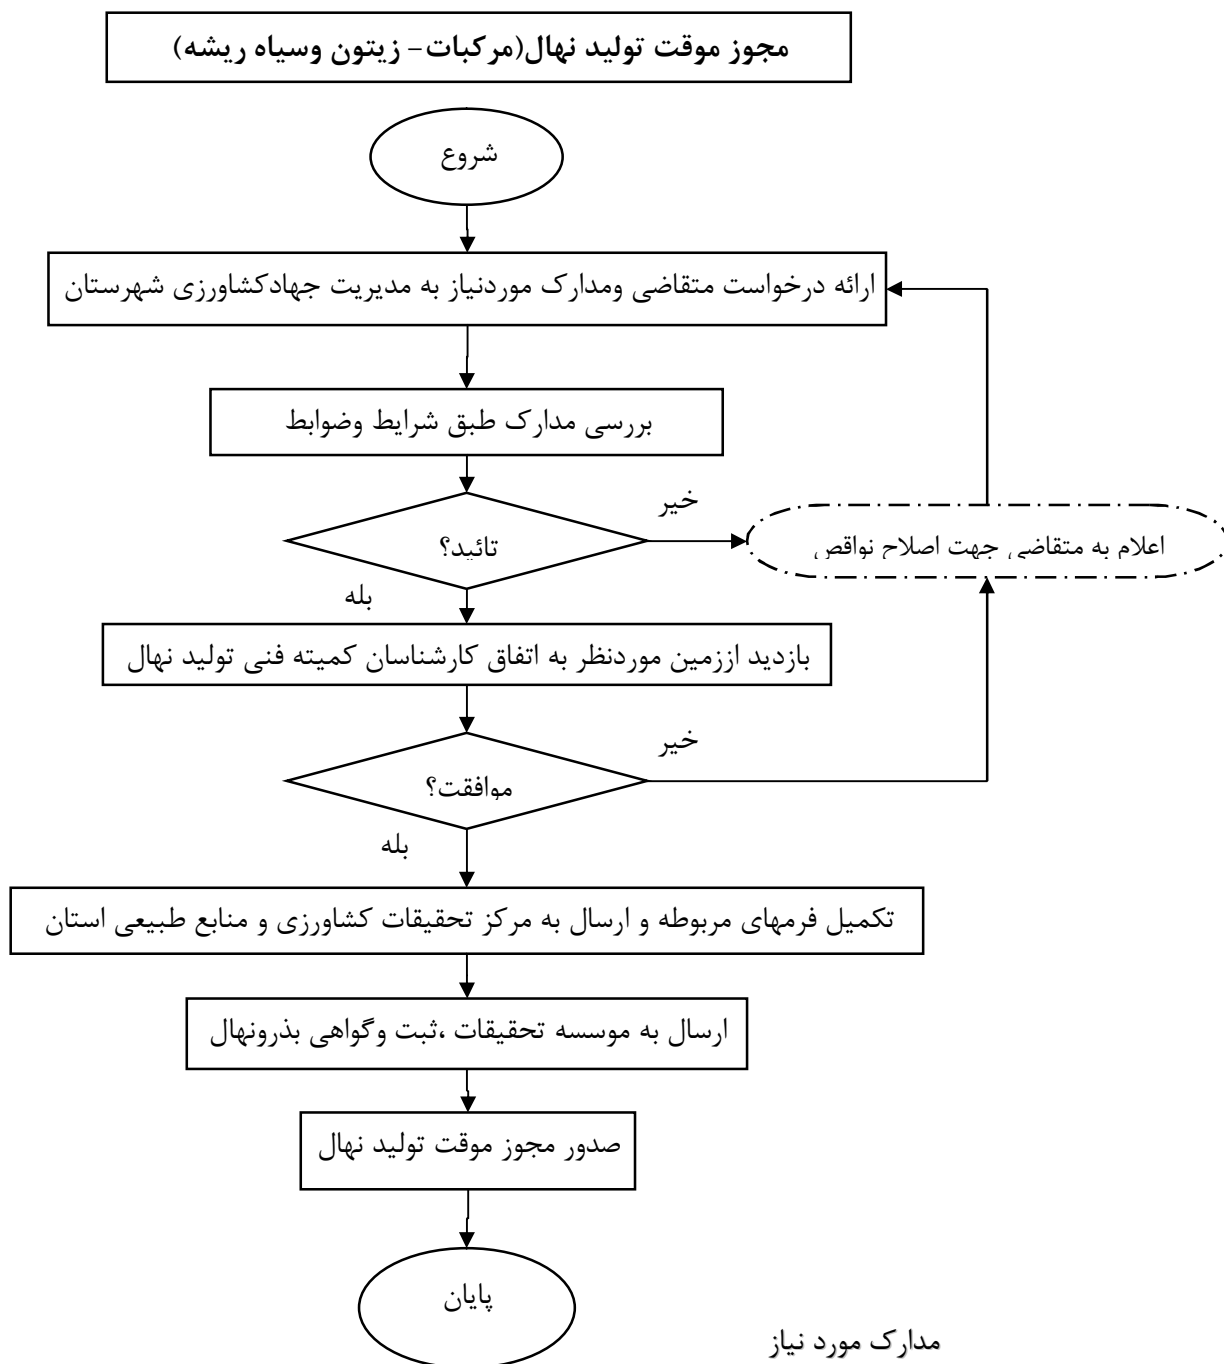 مجوز موقت تولید نهال(مرکبات- زیتون وسیاه ریشه)
شروع
ارائه درخواست متقاضی ومدارک موردنیاز به مدیریت جهادکشاورزی شهرستان
بررسی مدارک طبق شرایط وضوابط
خیر
تائید؟
اعلام به متقاضی جهت اصلاح نواقص
بله
بازدید اززمین موردنظر به اتفاق کارشناسان کمیته فنی تولید نهال
خیر
موافقت؟
بله
تکمیل فرمهای مربوطه و ارسال به مرکز تحقیقات کشاورزی و منابع طبیعی استان
ارسال به موسسه تحقیقات ،ثبت وگواهی بذرونهال
صدور مجوز موقت تولید نهال
پایان
مدارک مورد نیاز